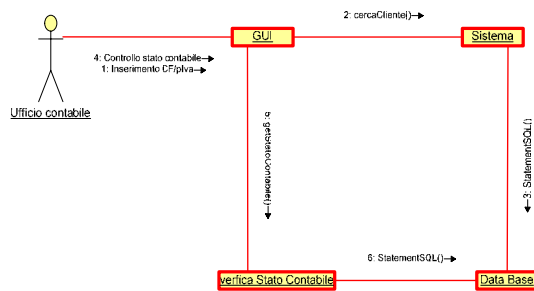 2: cercaCliente()
GUI
Sistema
4: Controllo stato contabile
1: Inserimento CF/pIva
Ufficio contabile
5: getStatoContabile()
3: StatementSQL()
6: StatementSQL()
verfica Stato Contabile
Data Base